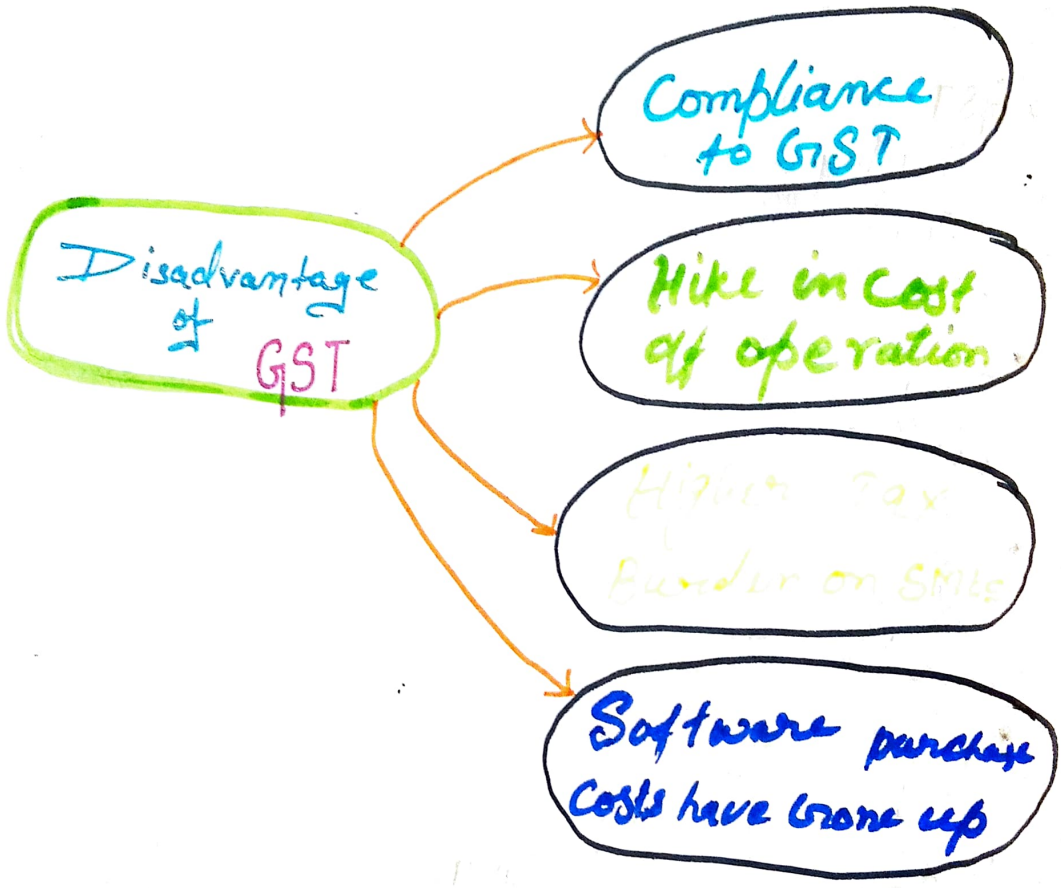 Disadvantage
of
GST
Compliance
to GST
Hike in cost
of operation
Higher Tax
Burden on SMEs
Software purchase
Costs have Gone up